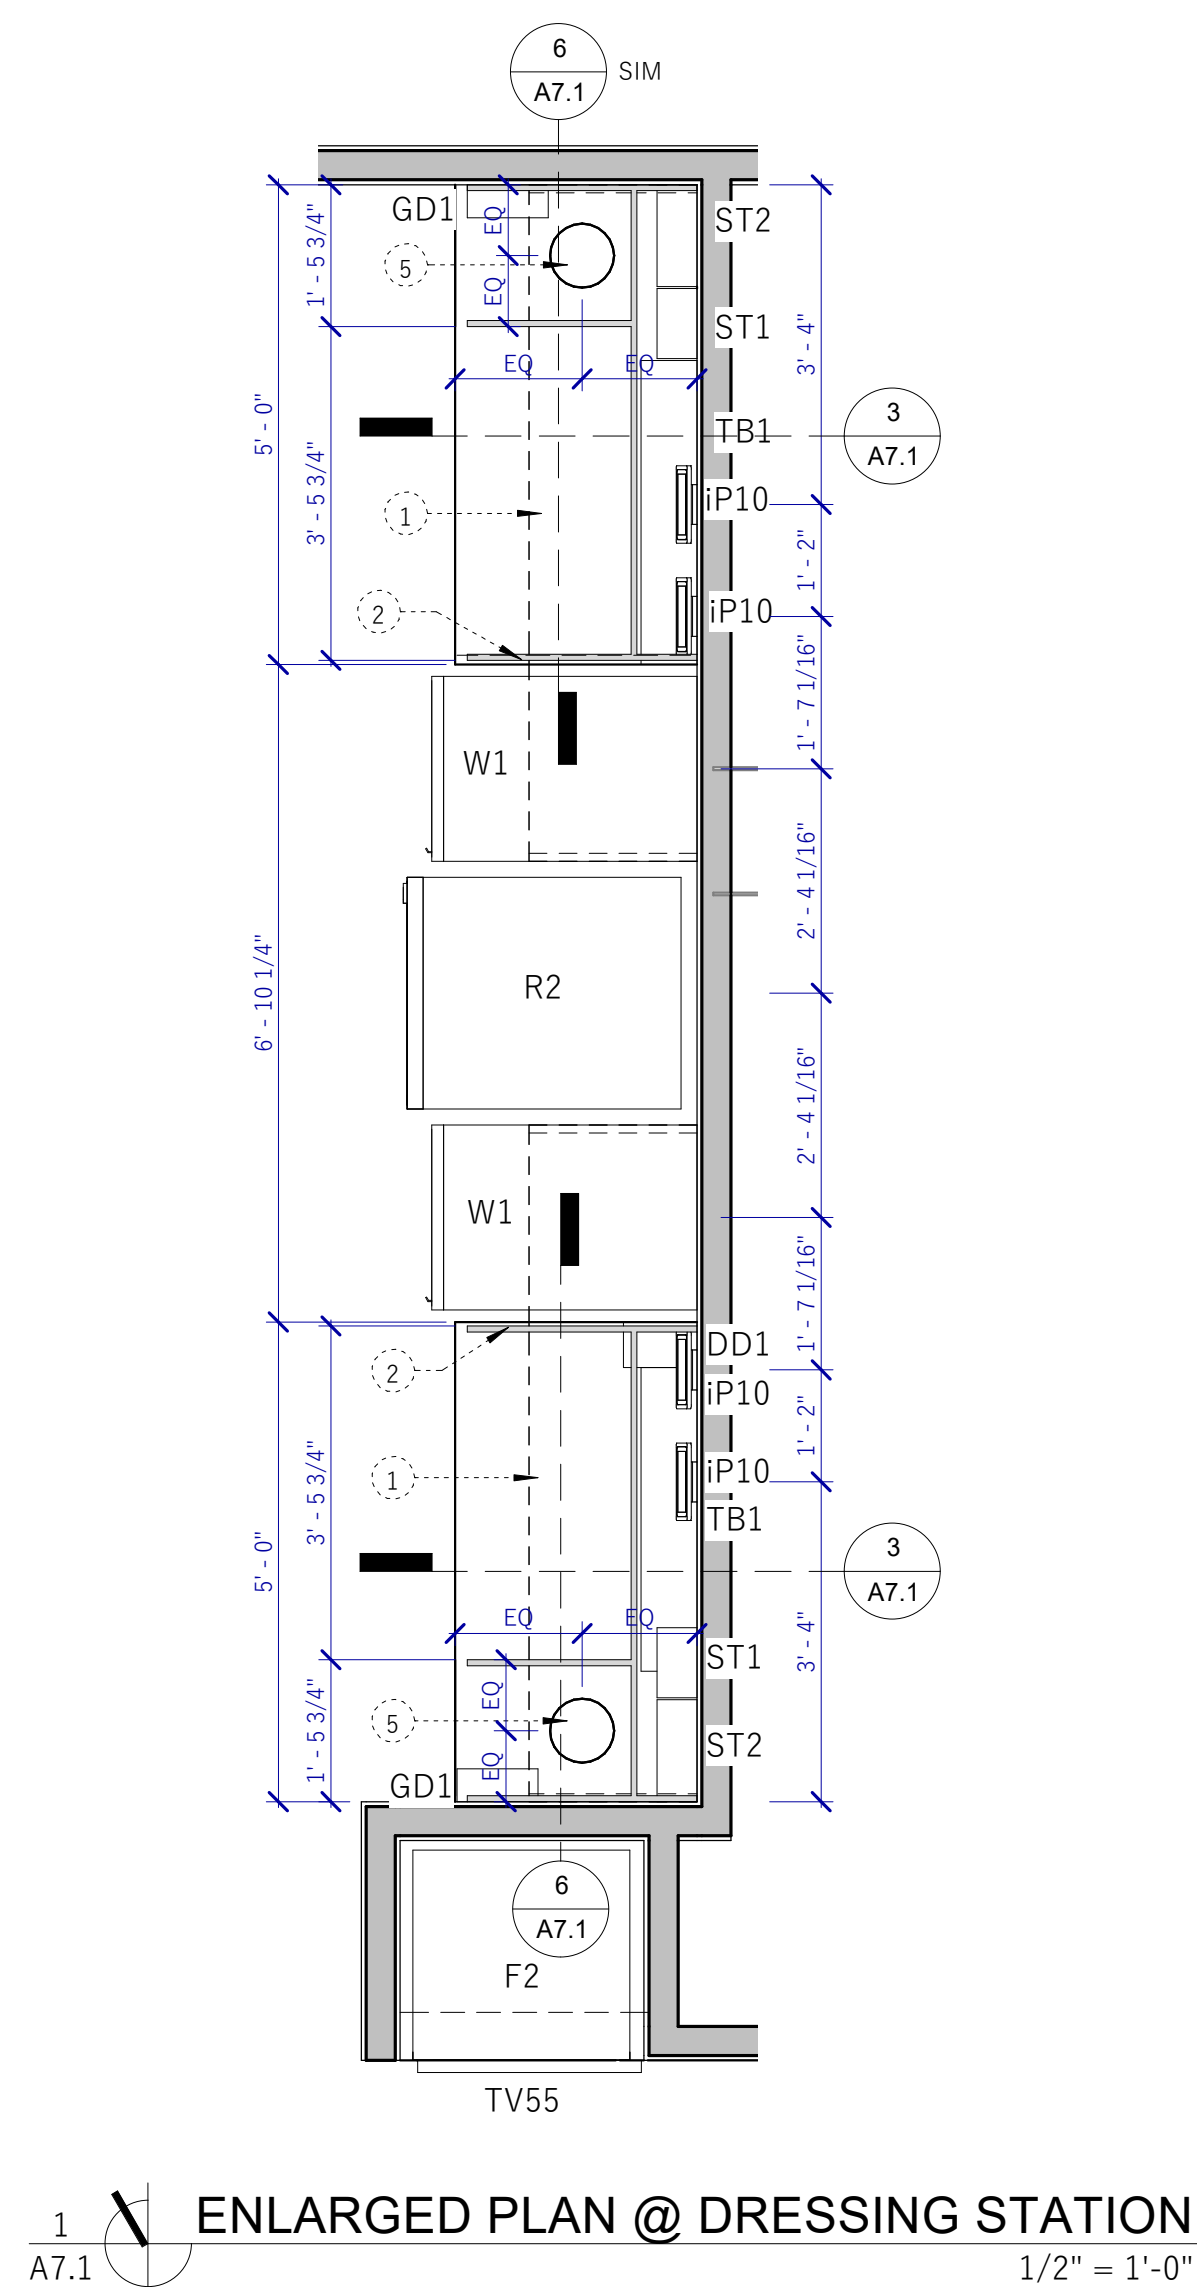 6
A7.1
SIM
GD1
ST2
5
EQ
EQ
1' - 5 3/4"
ST1
3' - 4"
EQ
EQ
5' - 0"
TB1
3
A7.1
3' - 5 3/4"
1
iP10
1' - 2"
2
iP10
1' - 7 1/16"
W1
2' - 4 1/16"
R2
6' - 10 1/4"
2' - 4 1/16"
W1
1' - 7 1/16"
DD1
2
iP10
1' - 2"
1
iP10
3' - 5 3/4"
TB1
5' - 0"
3
A7.1
EQ
EQ
ST1
3' - 4"
EQ
5
ST2
1' - 5 3/4"
EQ
GD1
6
A7.1
F2
TV55
1
A7.1
ENLARGED PLAN @ DRESSING STATION
1/2" = 1'-0"